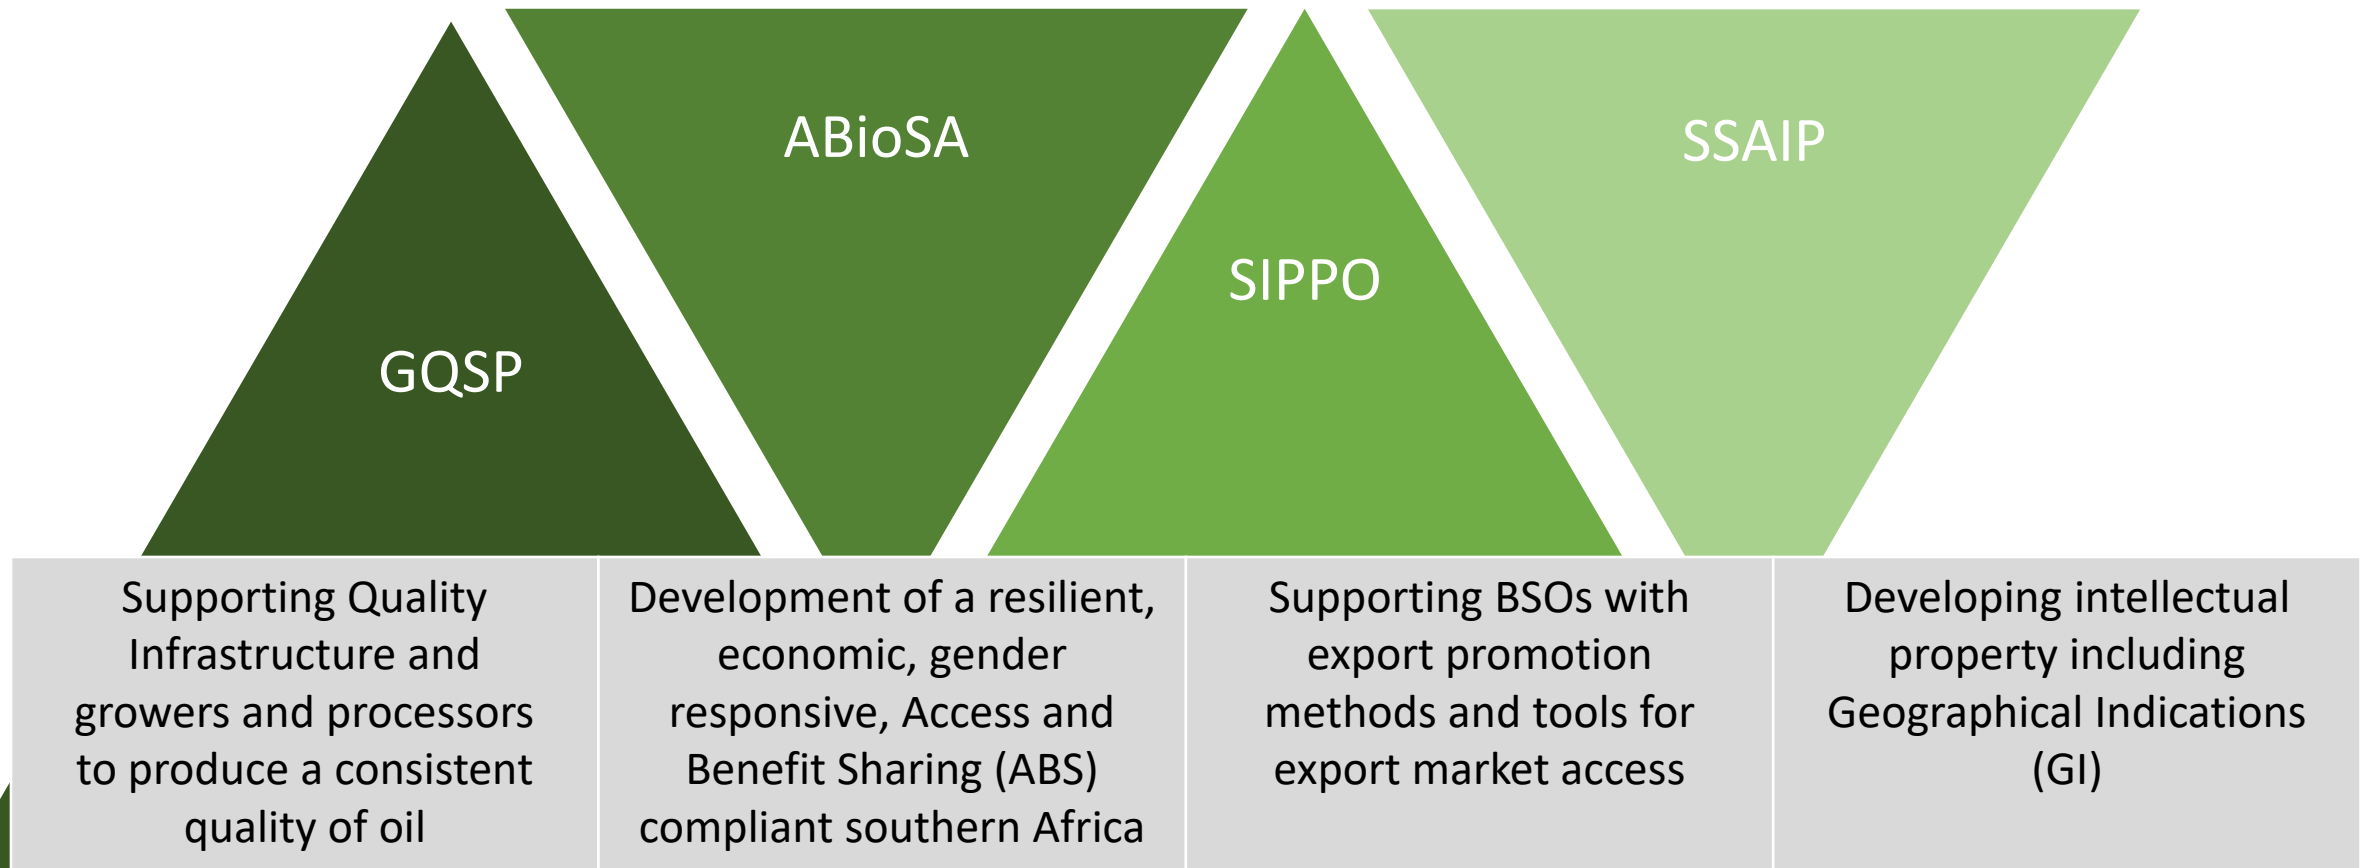 GQSP
ABioSA
SIPPO
SSAIP
Supporting Quality
Infrastructure and
growers and processors
to produce a consistent
quality of oil
Development of a resilient,
economic, gender
responsive, Access and
Benefit Sharing (ABS)
compliant southern Africa
Supporting BSOs with
export promotion
methods and tools for
export market access
Developing intellectual
property including
Geographical Indications
(GI)